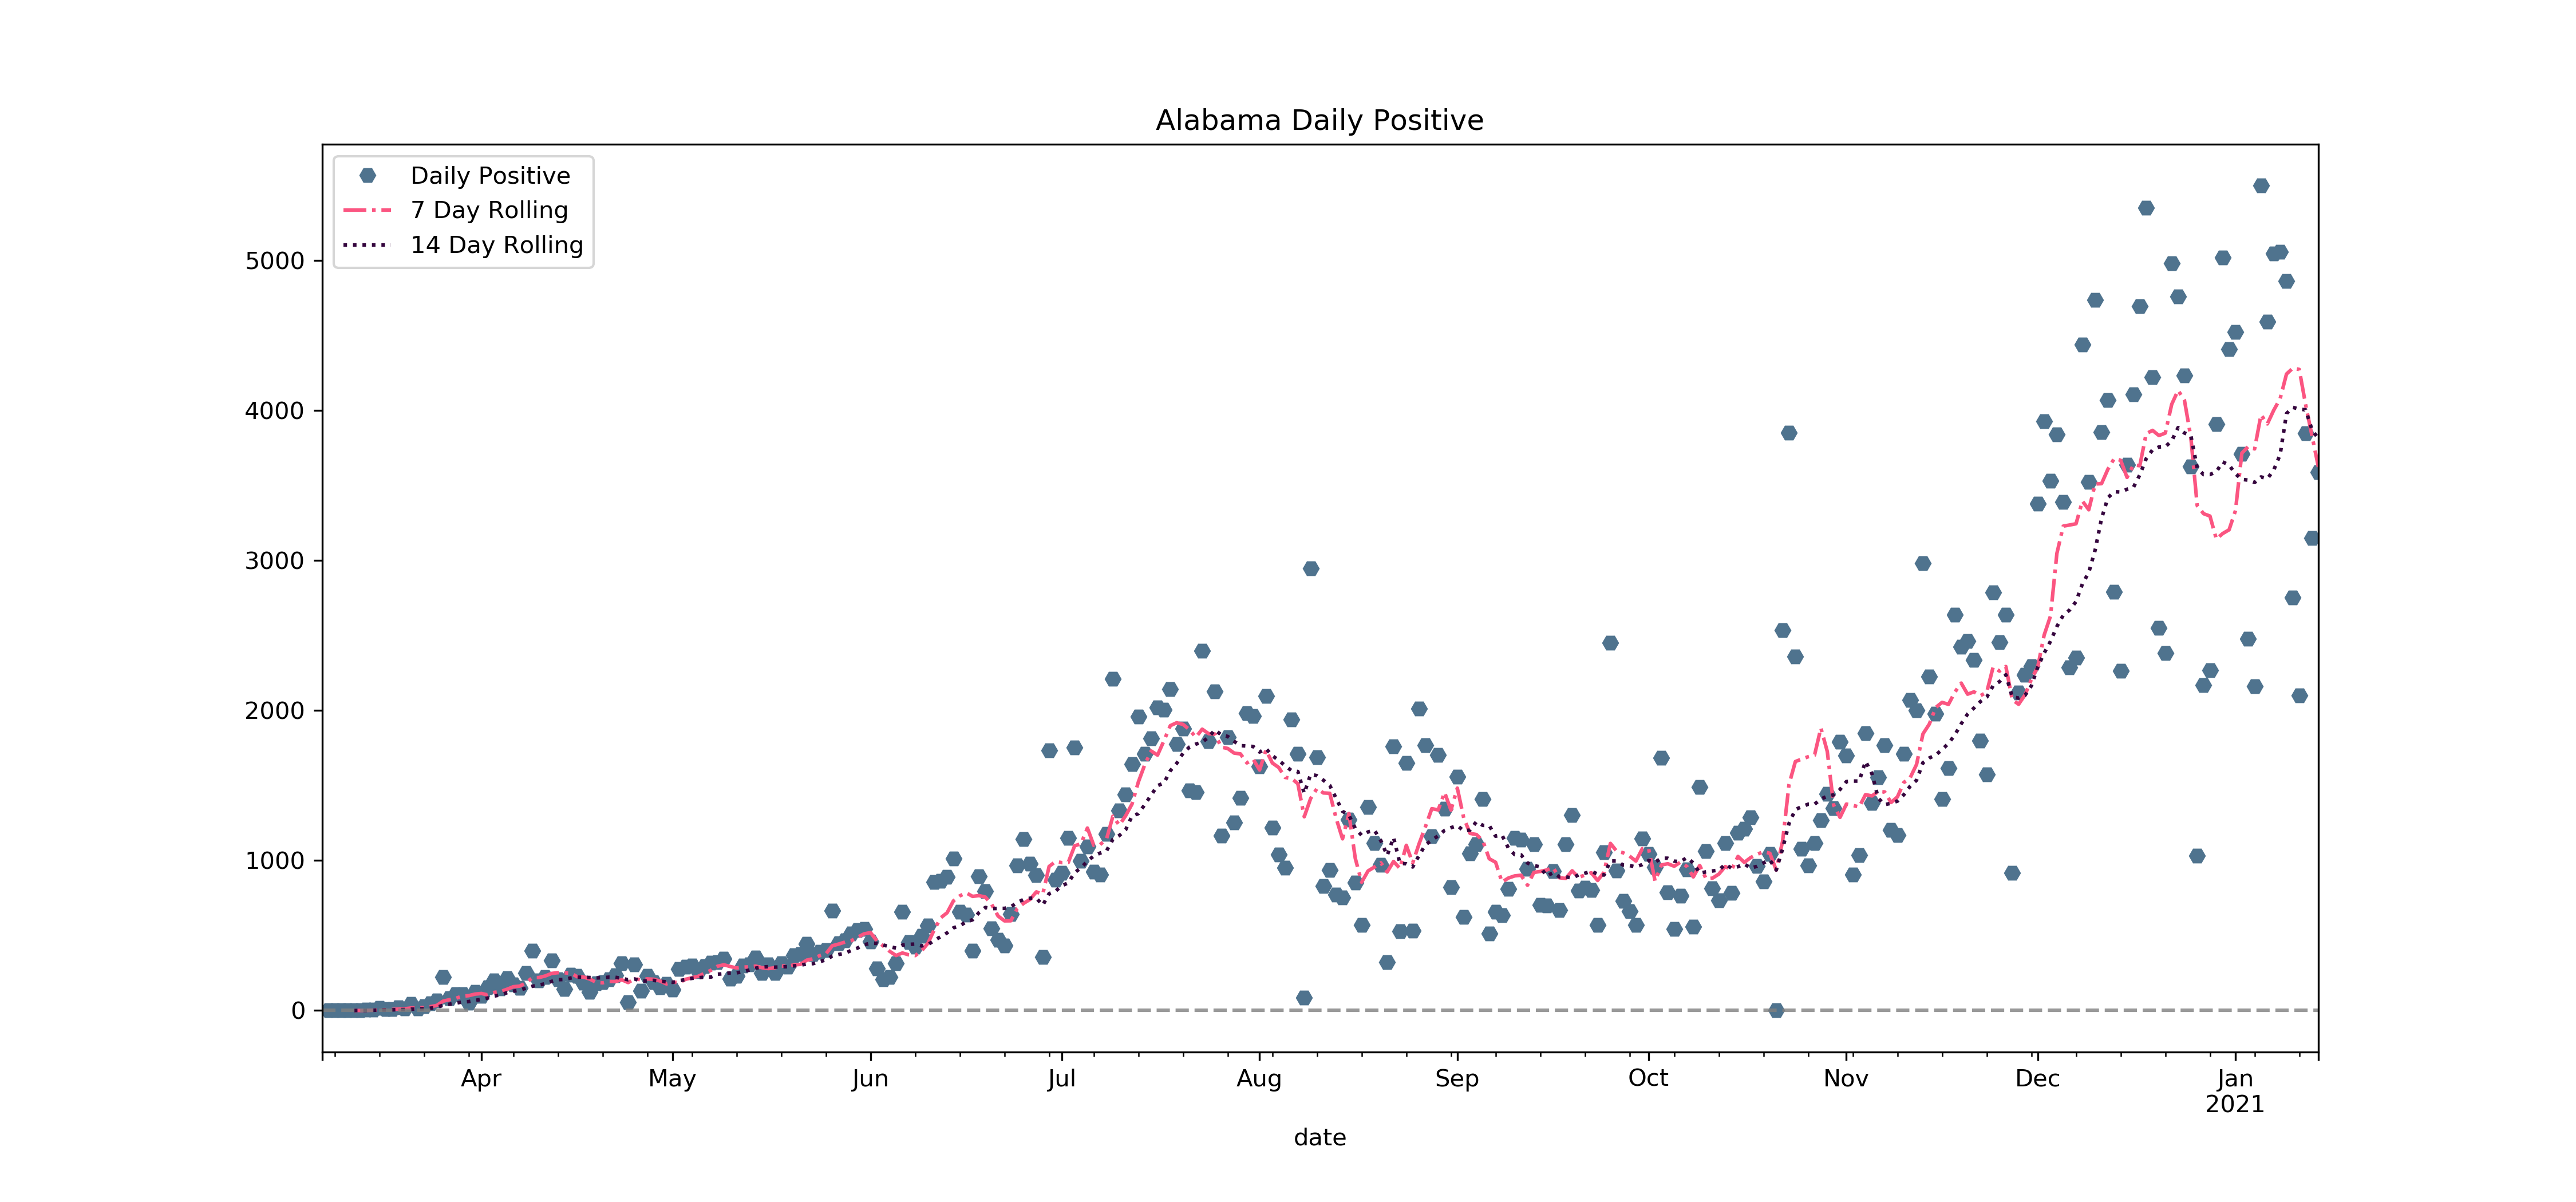 Alabama Daily Positive
Daily Positive
7 Day Rolling
14 Day Rolling
5000
4000
3000
2000
1000
0
Apr May Jun Jul Aug Sep Oct Nov Dec Jan
2021
date